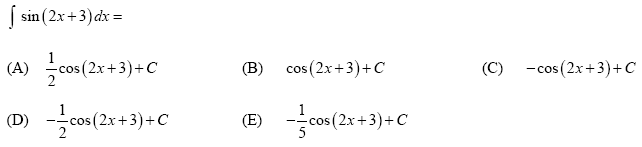 ∫ sin(2x+3)dx =
(A) 1/2 cos(2x+3)+C (B) cos(2x+3)+C (C) −cos(2x+3)+C
(D) −1/2 cos(2x+3)+C (E) −1/5 cos(2x+3)+C